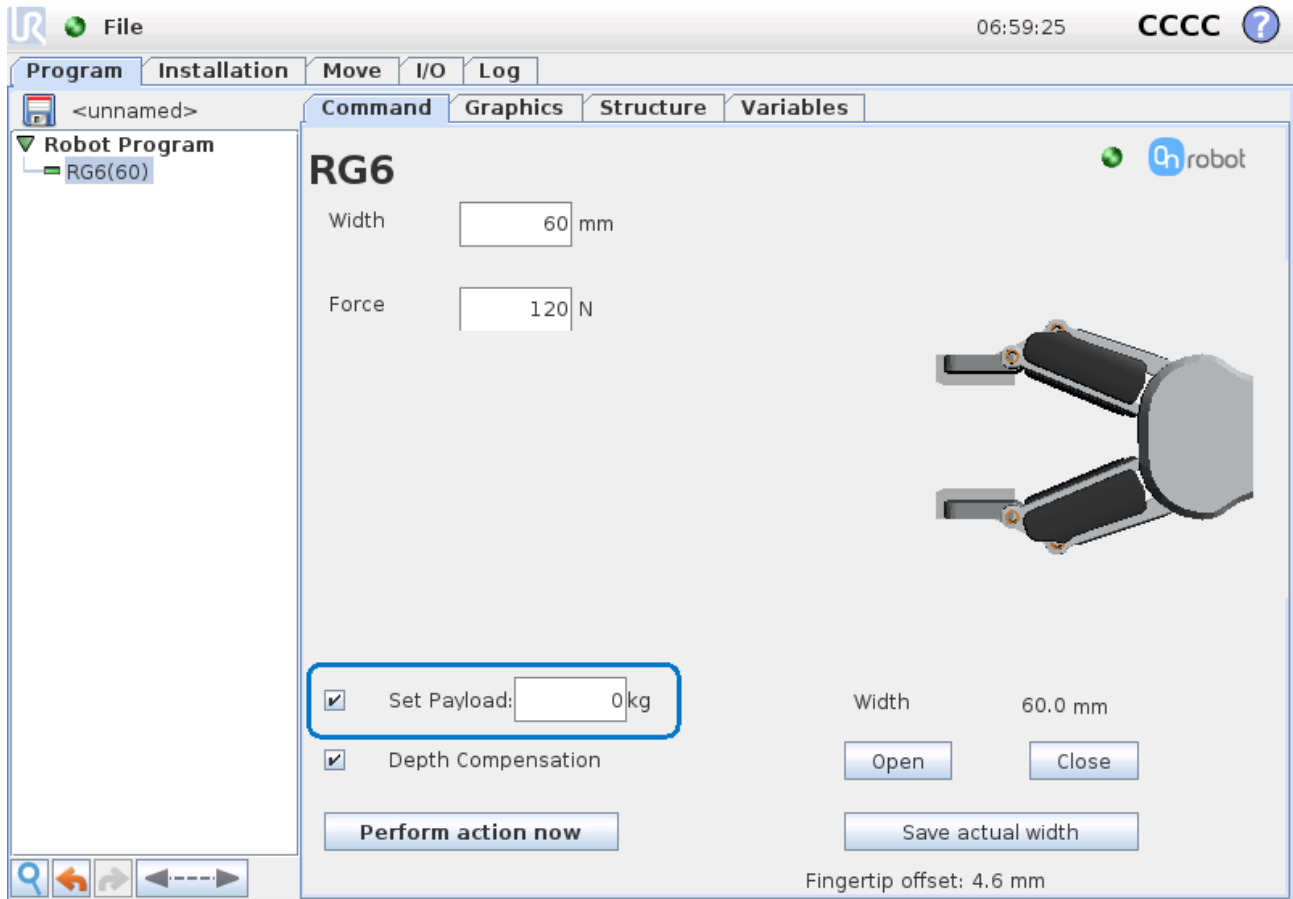 UR File 06:59:25 CCCC ?
Program Installation Move I/O Log
<unnamed> Command Graphics Structure Variables
Robot Program
RG6(60)
RG6
On robot
Width 60 mm
Force 120 N
Set Payload: 0 kg
Depth Compensation
Width 60.0 mm
Open Close
Perform action now
Save actual width
Fingertip offset: 4.6 mm